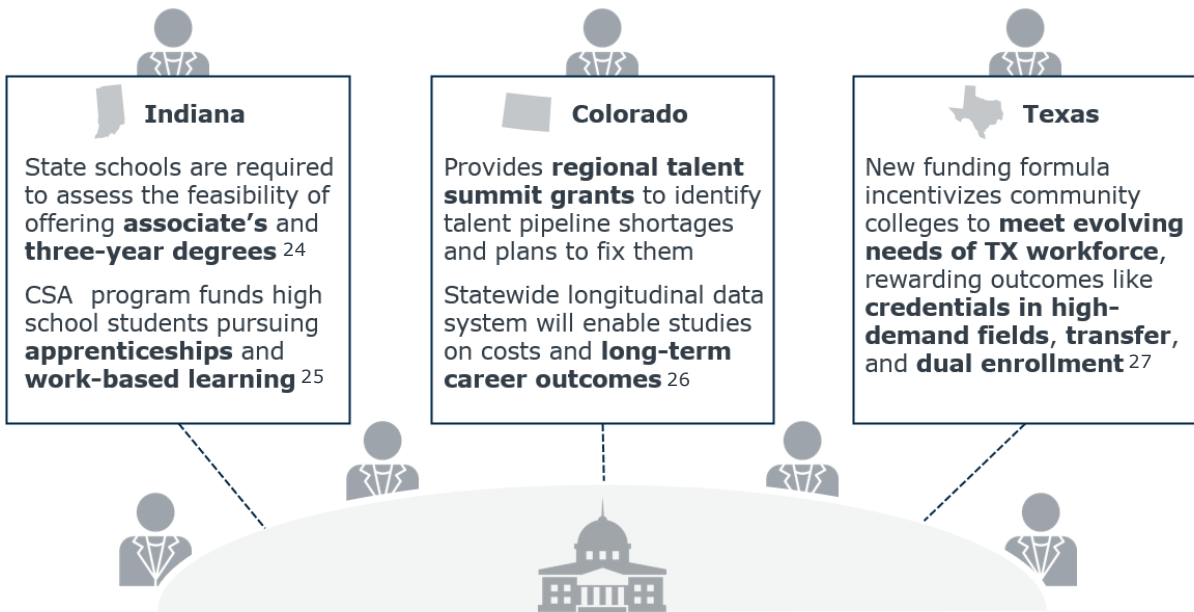 Indiana
State schools are required
to assess the feasibility of
offering associate's and
three-year degrees 24
CSA program funds high
school students pursuing
apprenticeships and
work-based learning 25
Colorado
Provides regional talent
summit grants to identify
talent pipeline shortages
and plans to fix them
Statewide longitudinal data
system will enable studies
on costs and long-term
career outcomes 26
Texas
New funding formula
incentivizes community
colleges to meet evolving
needs of TX workforce,
rewarding outcomes like
credentials in high-
demand fields, transfer,
and dual enrollment 27